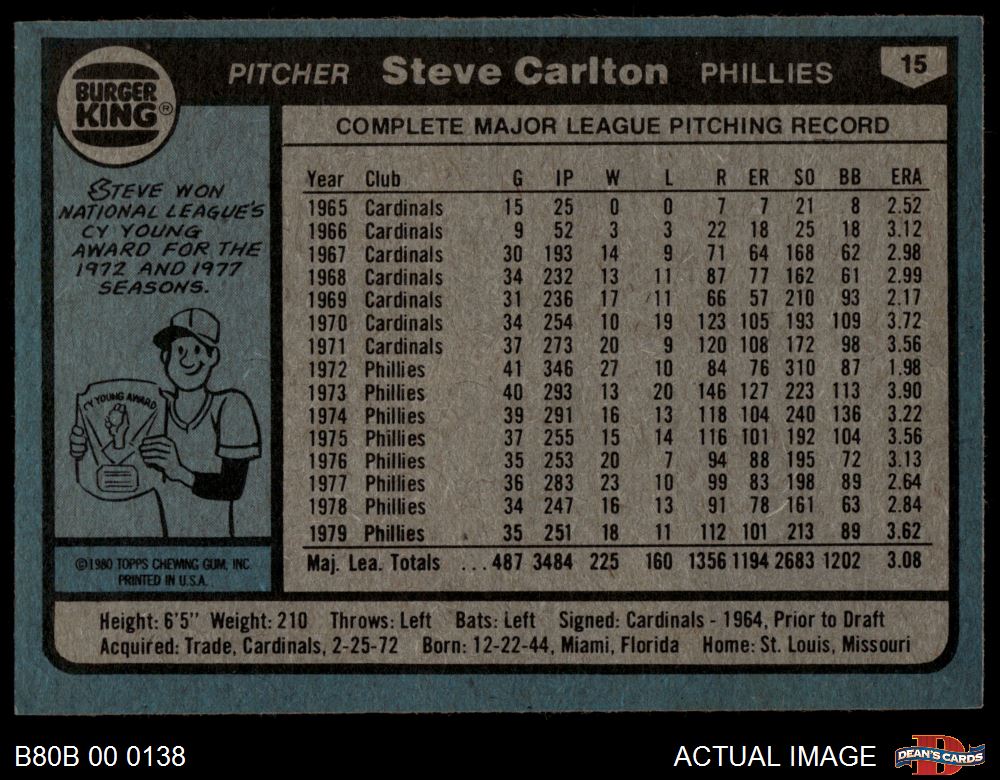 BURGER KING®
PITCHER Steve Carlton PHILLIES 15
COMPLETE MAJOR LEAGUE PITCHING RECORD
STEVE WON
NATIONAL LEAGUE'S
CY YOUNG
AWARD FOR THE
1972 AND 1977
SEASONS.
CY YOUNG AWARD
©1980 TOPPS CHEWING GUM, INC.
PRINTED IN U.S.A.
Year Club G IP W L R ER SO BB ERA
1965 Cardinals 15 25 0 0 7 7 21 8 2.52
1966 Cardinals 9 52 3 3 22 18 25 18 3.12
1967 Cardinals 30 193 14 9 71 64 168 62 2.98
1968 Cardinals 34 232 13 11 87 77 162 61 2.99
1969 Cardinals 31 236 17 11 66 57 210 93 2.17
1970 Cardinals 34 254 10 19 123 105 193 109 3.72
1971 Cardinals 37 273 20 9 120 108 172 98 3.56
1972 Phillies 41 346 27 10 84 76 310 87 1.98
1973 Phillies 40 293 13 20 146 127 223 113 3.90
1974 Phillies 39 291 16 13 118 104 240 136 3.22
1975 Phillies 37 255 15 14 116 101 192 104 3.56
1976 Phillies 35 253 20 7 94 88 195 72 3.13
1977 Phillies 36 283 23 10 99 83 198 89 2.64
1978 Phillies 34 247 16 13 91 78 161 63 2.84
1979 Phillies 35 251 18 11 112 101 213 89 3.62
Maj. Lea. Totals ... 487 3484 225 160 1356 1194 2683 1202 3.08
Height: 6'5" Weight: 210 Throws: Left Bats: Left Signed: Cardinals - 1964, Prior to Draft
Acquired: Trade, Cardinals, 2-25-72 Born: 12-22-44, Miami, Florida Home: St. Louis, Missouri
B80B 00 0138 ACTUAL IMAGE DEAN'S CARDS